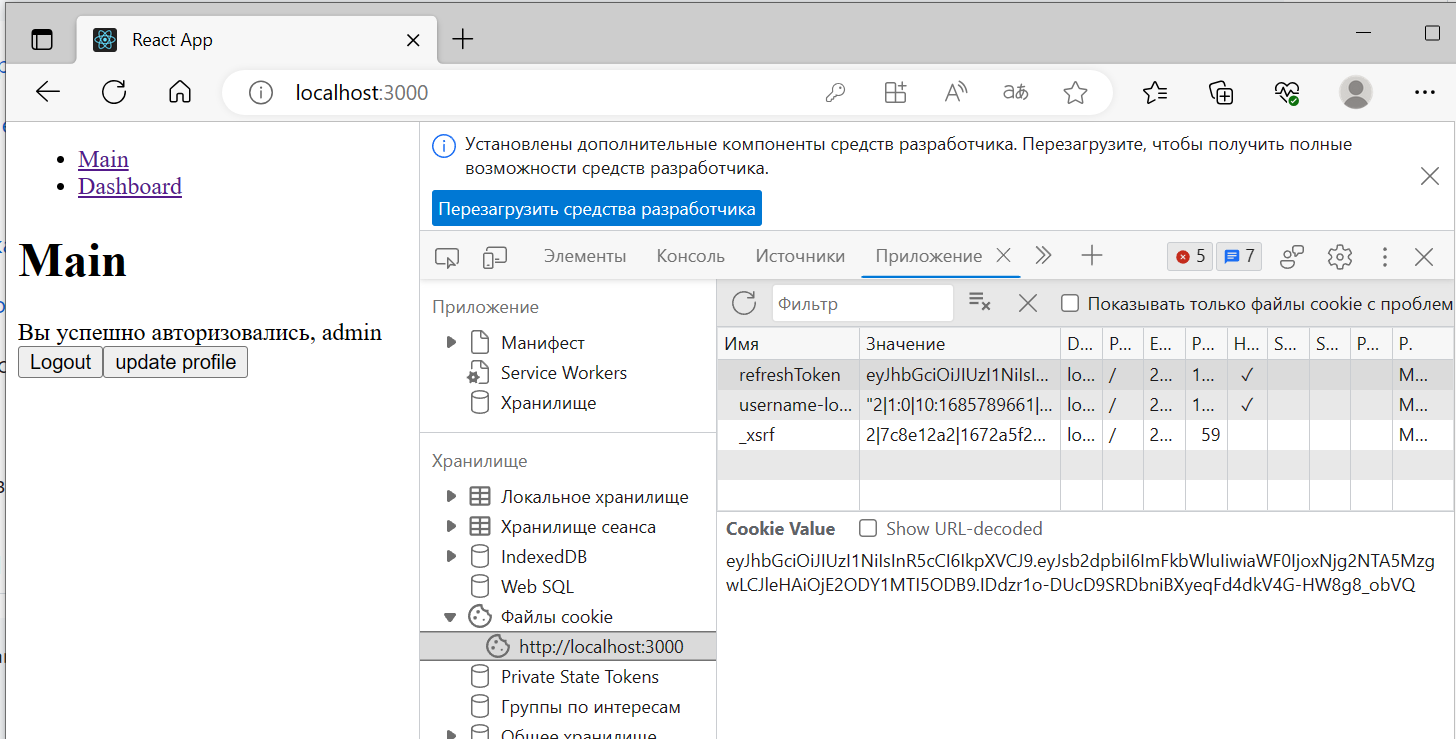 React App
localhost:3000
Main
Dashboard
Main
Вы успешно авторизовались, admin
Logout
update profile
Установлены дополнительные компоненты средств разработчика. Перезагрузите, чтобы получить полные
возможности средств разработчика.
Перезагрузить средства разработчика
Элементы
Консоль
Источники
Приложение
5
7
Приложение
Манифест
Service Workers
Хранилище
Хранилище
Локальное хранилище
Хранилище сеанса
IndexedDB
Web SQL
Файлы cookie
http://localhost:3000
Private State Tokens
Группы по интересам
Общее хранилище
Фильтр
Показывать только файлы cookie с проблем
Имя Значение D... P... E... P... H... S... S... P... P.
refreshToken eyJhbGciOiJIUzI1NiIsI... lo... / 2... 1... ✓ M...
username-lo... "2|1:0|10:1685789661|... lo... / 2... 1... ✓ M...
_xsrf 2|7c8e12a2|1672a5f2... lo... / 2... 59 M...
Cookie Value Show URL-decoded
eyJhbGciOiJIUzI1NiIsInR5cCI6IkpXVCJ9.eyJsb2dpbiI6ImFkbWluIiwiaWF0IjoxNjg2NTA5Mzg
wLCJleHAiOjE2ODY1MTI5ODB9.IDdzr1o-DUcD9SRDbniBXyeqFd4dkV4G-HW8g8_obVQ